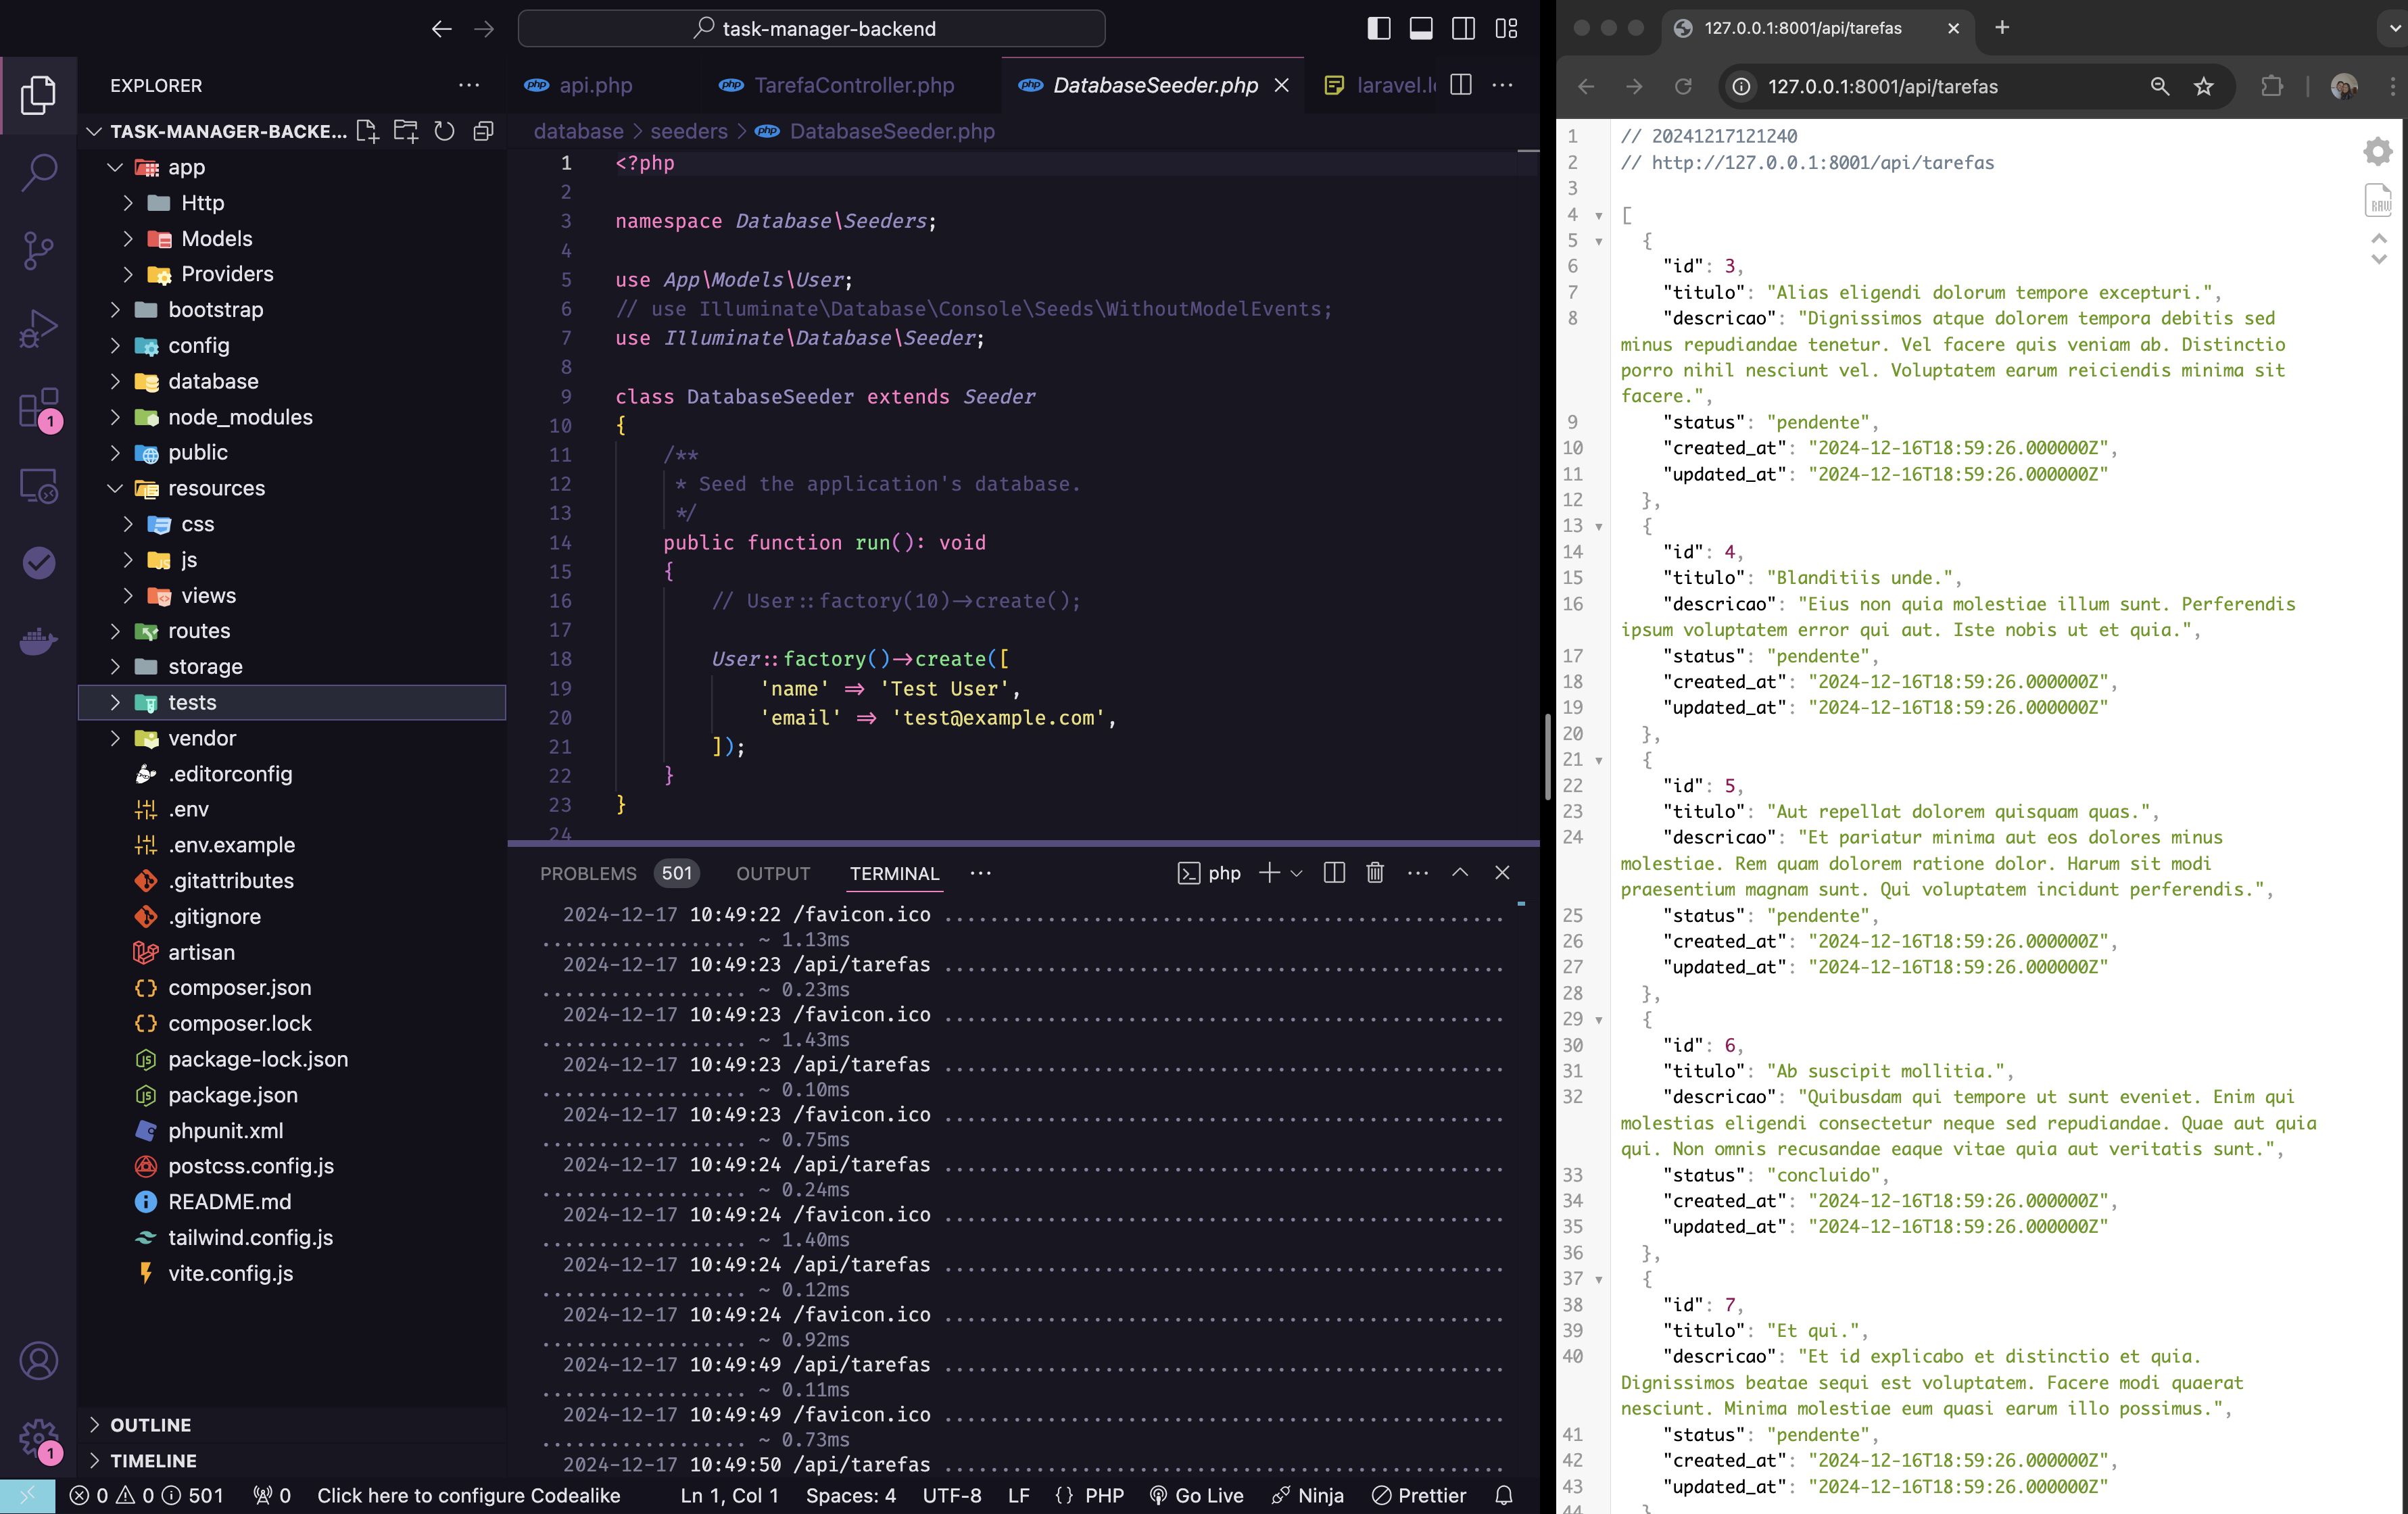 task-manager-backend
EXPLORER
TASK-MANAGER-BACKE...
app
Http
Models
Providers
bootstrap
config
database
node_modules
public
resources
css
js
views
routes
storage
tests
vendor
.editorconfig
.env
.env.example
.gitattributes
.gitignore
artisan
composer.json
composer.lock
package-lock.json
package.json
phpunit.xml
postcss.config.js
README.md
tailwind.config.js
vite.config.js
OUTLINE
TIMELINE
1
1
php api.php
php TarefaController.php
php DatabaseSeeder.php
laravel.l
database > seeders > php DatabaseSeeder.php
1 <?php
2
3 namespace Database\Seeders;
4
5 use App\Models\User;
6 // use Illuminate\Database\Console\Seeds\WithoutModelEvents;
7 use Illuminate\Database\Seeder;
8
9 class DatabaseSeeder extends Seeder
10 {
11 /**
12 * Seed the application's database.
13 */
14 public function run(): void
15 {
16 // User::factory(10)->create();
17
18 User::factory()->create([
19 'name' => 'Test User',
20 'email' => 'test@example.com',
21 ]);
22 }
23 }
24
PROBLEMS 501 OUTPUT TERMINAL ... php
2024-12-17 10:49:22 /favicon.ico ...............................................
.................. ~ 1.13ms
2024-12-17 10:49:23 /api/tarefas ...............................................
.................. ~ 0.23ms
2024-12-17 10:49:23 /favicon.ico ...............................................
.................. ~ 1.43ms
2024-12-17 10:49:23 /api/tarefas ...............................................
.................. ~ 0.10ms
2024-12-17 10:49:23 /favicon.ico ...............................................
.................. ~ 0.75ms
2024-12-17 10:49:24 /api/tarefas ...............................................
.................. ~ 0.24ms
2024-12-17 10:49:24 /favicon.ico ...............................................
.................. ~ 1.40ms
2024-12-17 10:49:24 /api/tarefas ...............................................
.................. ~ 0.12ms
2024-12-17 10:49:24 /favicon.ico ...............................................
.................. ~ 0.92ms
2024-12-17 10:49:49 /api/tarefas ...............................................
.................. ~ 0.11ms
2024-12-17 10:49:49 /favicon.ico ...............................................
.................. ~ 0.73ms
2024-12-17 10:49:50 /api/tarefas ...............................................
0 0 501 0 Click here to configure Codealike Ln 1, Col 1 Spaces: 4 UTF-8 LF {} PHP Go Live Ninja Prettier
127.0.0.1:8001/api/tarefas
127.0.0.1:8001/api/tarefas
RAW
1 // 20241217121240
2 // http://127.0.0.1:8001/api/tarefas
3
4 [
5 {
6 "id": 3,
7 "titulo": "Alias eligendi dolorum tempore excepturi.",
8 "descricao": "Dignissimos atque dolorem tempora debitis sed
minus repudiandae tenetur. Vel facere quis veniam ab. Distinctio
porro nihil nesciunt vel. Voluptatem earum reiciendis minima sit
facere.",
9 "status": "pendente",
10 "created_at": "2024-12-16T18:59:26.000000Z",
11 "updated_at": "2024-12-16T18:59:26.000000Z"
12 },
13 {
14 "id": 4,
15 "titulo": "Blanditiis unde.",
16 "descricao": "Eius non quia molestiae illum sunt. Perferendis
ipsum voluptatem error qui aut. Iste nobis ut et quia.",
17 "status": "pendente",
18 "created_at": "2024-12-16T18:59:26.000000Z",
19 "updated_at": "2024-12-16T18:59:26.000000Z"
20 },
21 {
22 "id": 5,
23 "titulo": "Aut repellat dolorem quisquam quas.",
24 "descricao": "Et pariatur minima aut eos dolores minus
molestiae. Rem quam dolorem ratione dolor. Harum sit modi
praesentium magnam sunt. Qui voluptatem incidunt perferendis.",
25 "status": "pendente",
26 "created_at": "2024-12-16T18:59:26.000000Z",
27 "updated_at": "2024-12-16T18:59:26.000000Z"
28 },
29 {
30 "id": 6,
31 "titulo": "Ab suscipit mollitia.",
32 "descricao": "Quibusdam qui tempore ut sunt eveniet. Enim qui
molestias eligendi consectetur neque sed repudiandae. Quae aut quia
qui. Non omnis recusandae eaque vitae quia aut veritatis sunt.",
33 "status": "concluido",
34 "created_at": "2024-12-16T18:59:26.000000Z",
35 "updated_at": "2024-12-16T18:59:26.000000Z"
36 },
37 {
38 "id": 7,
39 "titulo": "Et qui.",
40 "descricao": "Et id explicabo et distinctio et quia.
Dignissimos beatae sequi est voluptatem. Facere modi quaerat
nesciunt. Minima molestiae eum quasi earum illo possimus.",
41 "status": "pendente",
42 "created_at": "2024-12-16T18:59:26.000000Z",
43 "updated_at": "2024-12-16T18:59:26.000000Z"
44 }